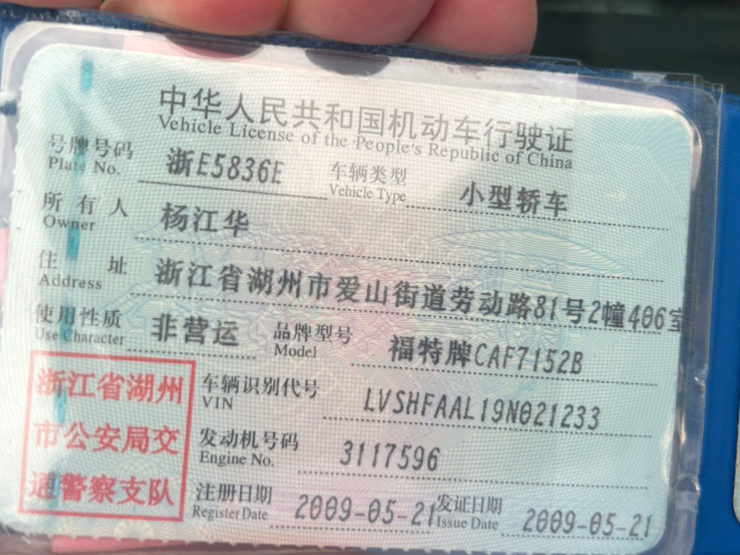 中华人民共和国机动车行驶证
Vehicle License of the People's Republic of China
号牌号码 浙E5836E 车辆类型 小型轿车
Plate No. Vehicle Type
所有人 杨江华
Owner
住址 浙江省湖州市爱山街道劳动路81号2幢406室
Address
使用性质 非营运 品牌型号 福特牌CAF7152B
Use Character Model
浙江省湖州
市公安局交
通警察支队
车辆识别代号 LVSHFAAL19N021233
VIN
发动机号码 3117596
Engine No.
注册日期 2009-05-21 发证日期 2009-05-21
Register Date Issue Date